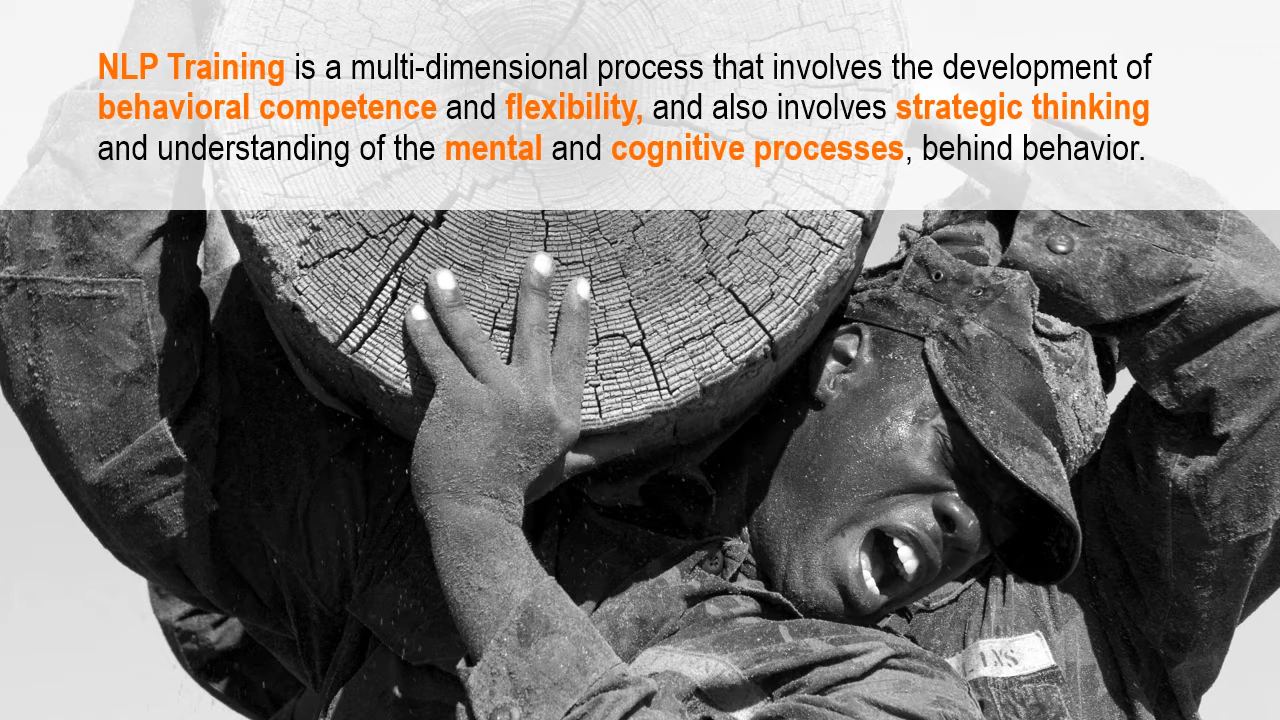 NLP Training is a multi-dimensional process that involves the development of
behavioral competence and flexibility, and also involves strategic thinking
and understanding of the mental and cognitive processes, behind behavior.